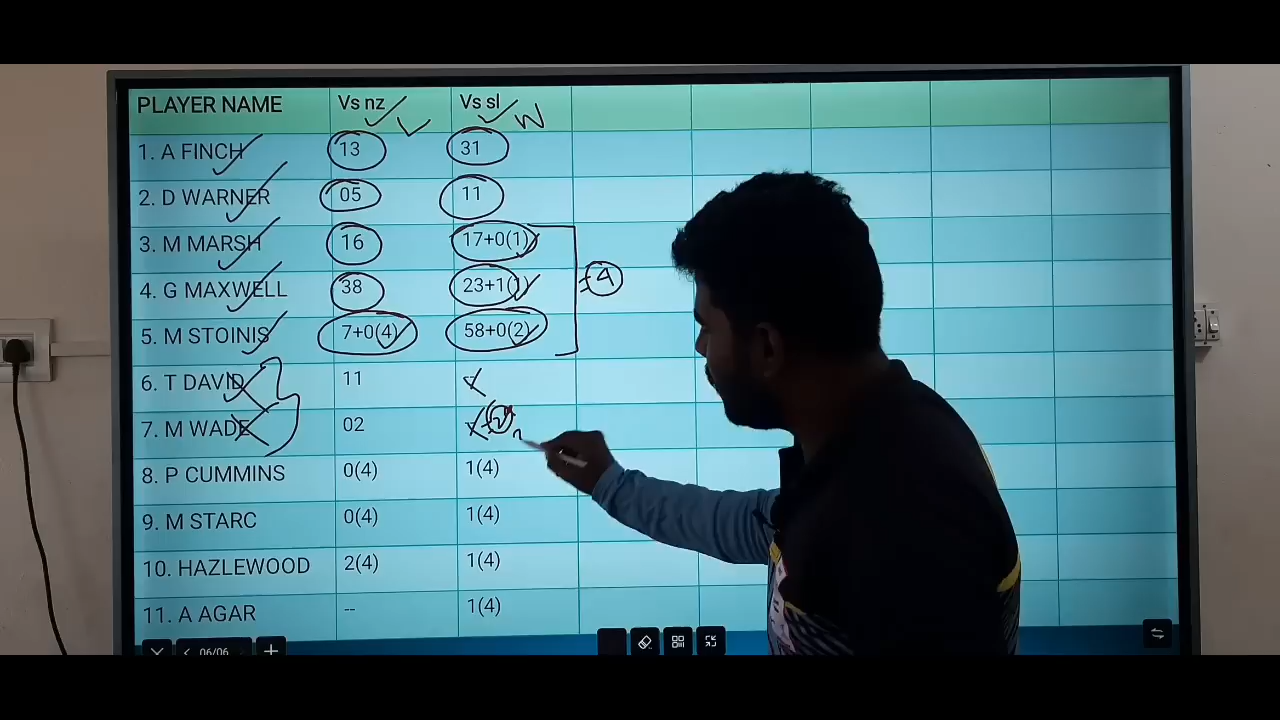 PLAYER NAME Vs nz Vs sl W
L
1. A FINCH 13 31
2. D WARNER 05 11
3. M MARSH 16 17+0(1)
4. G MAXWELL 38 23+1(1) = 4
5. M STOINIS 7+0(4) 58+0(2)
6. T DAVID 11
7. M WADE 02
8. P CUMMINS 0(4) 1(4)
9. M STARC 0(4) 1(4)
10. HAZLEWOOD 2(4) 1(4)
11. A AGAR -- 1(4)
06/06